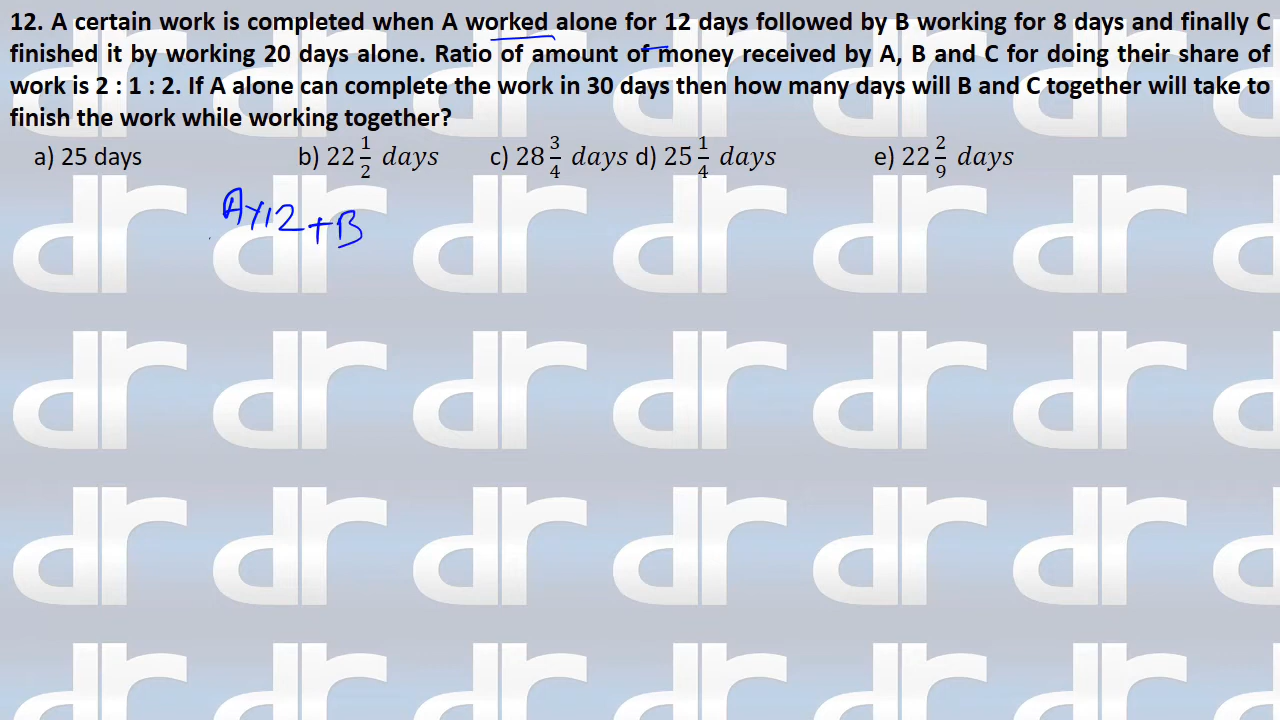 12. A certain work is completed when A worked alone for 12 days followed by B working for 8 days and finally C
finished it by working 20 days alone. Ratio of amount of money received by A, B and C for doing their share of
work is 2 : 1 : 2. If A alone can complete the work in 30 days then how many days will B and C together will take to
finish the work while working together?
a) 25 days b) 22 1/2 days c) 28 3/4 days d) 25 1/4 days e) 22 2/9 days
A×12 + B